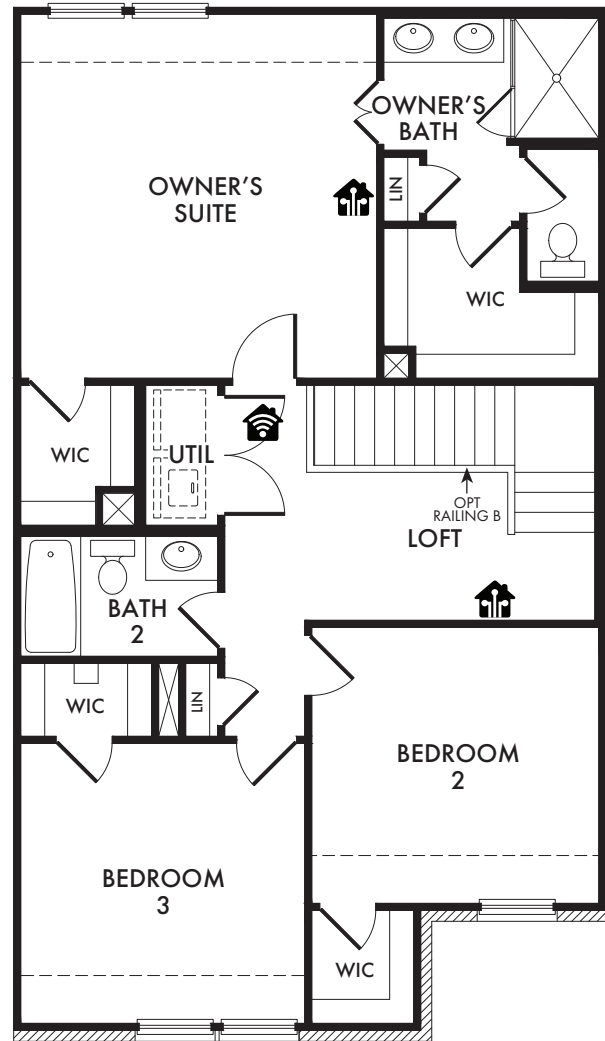 OWNER'S
BATH
OWNER'S
SUITE
LIN
WIC
WIC
UTIL
OPT
RAILING B
LOFT
BATH
2
WIC
LIN
BEDROOM
2
BEDROOM
3
WIC